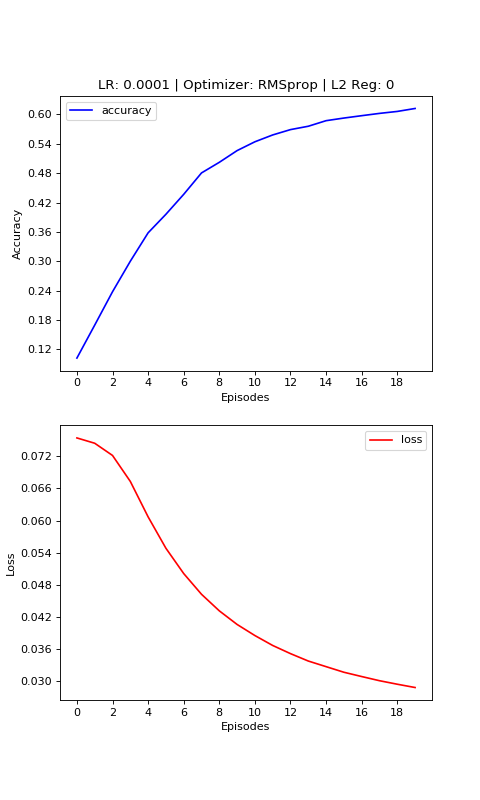 LR: 0.0001 | Optimizer: RMSprop | L2 Reg: 0
accuracy
Accuracy
0.60
0.54
0.48
0.42
0.36
0.30
0.24
0.18
0.12
0 2 4 6 8 10 12 14 16 18
Episodes
loss
Loss
0.072
0.066
0.060
0.054
0.048
0.042
0.036
0.030
0 2 4 6 8 10 12 14 16 18
Episodes